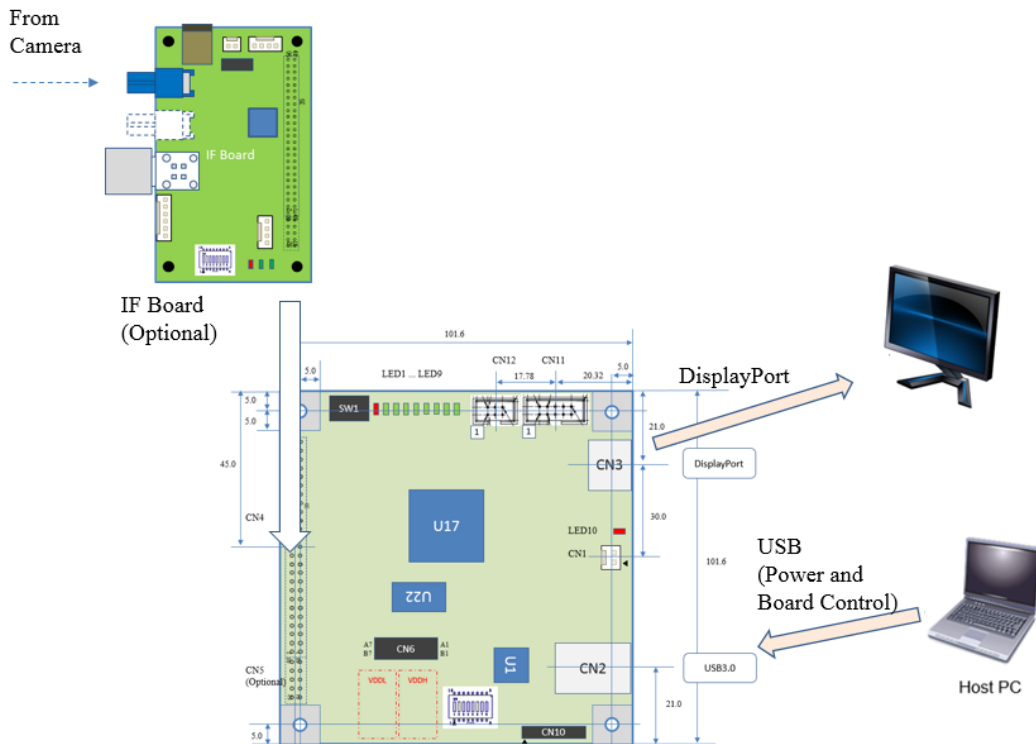 From
Camera
IF Board
IF Board
(Optional)
101.6
5.0
LED1 ... LED9
CN12
CN11
17.78
20.32
5.0
DisplayPort
5.0
5.0
SW1
1
1
21.0
CN3
DisplayPort
45.0
CN4
U17
30.0
LED10
CN1
101.6
USB
(Power and
Board Control)
U22
A7
B7
CN6
A1
B1
CN5
(Optional)
VDDL
VDDH
U1
CN2
USB3.0
Host PC
21.0
5.0
CN10